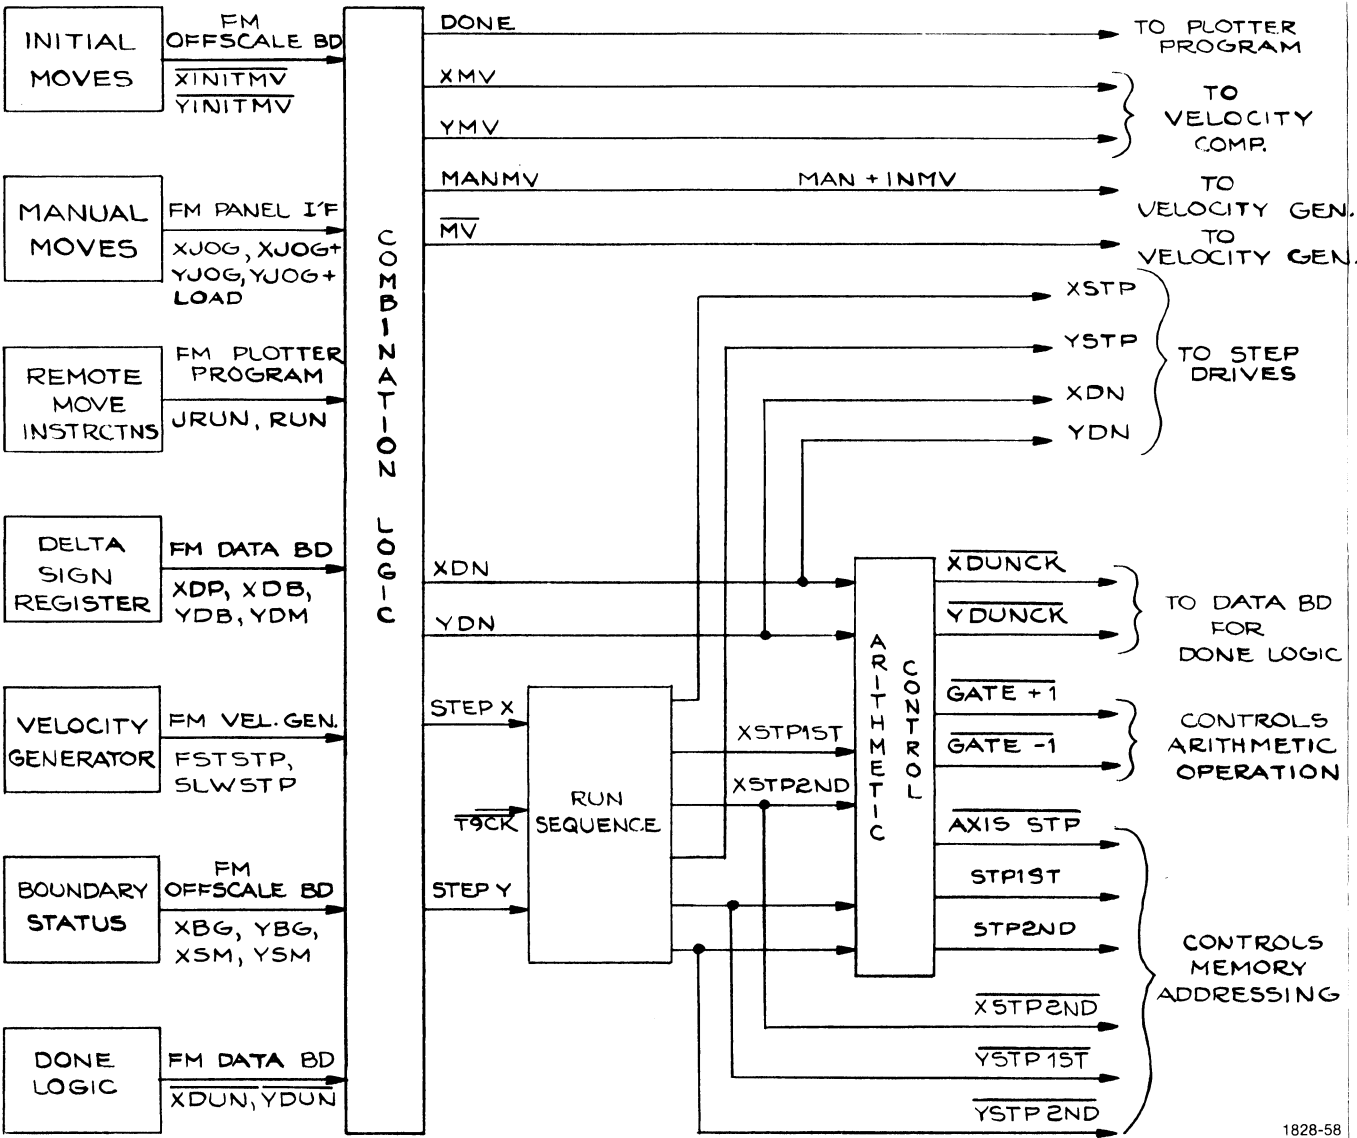 INITIAL
MOVES
FM
OFFSCALE BD
XINITMV
YINITMV
MANUAL
MOVES
FM PANEL I'F
XJOG, XJOG+
YJOG, YJOG+
LOAD
REMOTE
MOVE
INSTRCTNS
FM PLOTTER
PROGRAM
JRUN, RUN
DELTA
SIGN
REGISTER
FM DATA BD
XDP, XDB,
YDB, YDM
VELOCITY
GENERATOR
FM VEL. GEN.
FSTSTP,
SLWSTP
BOUNDARY
STATUS
FM
OFFSCALE BD
XBG, YBG,
XSM, YSM
DONE
LOGIC
FM DATA BD
XDUN, YDUN
COMBINATION LOGIC
DONE
TO PLOTTER
PROGRAM
XMV
YMV
TO
VELOCITY
COMP.
MANMV
MAN + INMV
TO
VELOCITY GEN.
MV
TO
VELOCITY GEN.
XSTP
YSTP
XDN
YDN
TO STEP
DRIVES
XDN
YDN
STEP X
T9CK
STEP Y
RUN
SEQUENCE
XSTP1ST
XSTP2ND
ARITHMETIC
CONTROL
XDUNCK
YDUNCK
TO DATA BD
FOR
DONE LOGIC
GATE +1
GATE -1
CONTROLS
ARITHMETIC
OPERATION
AXIS STP
STP1ST
STP2ND
XSTP2ND
YSTP1ST
YSTP2ND
CONTROLS
MEMORY
ADDRESSING
1828-58